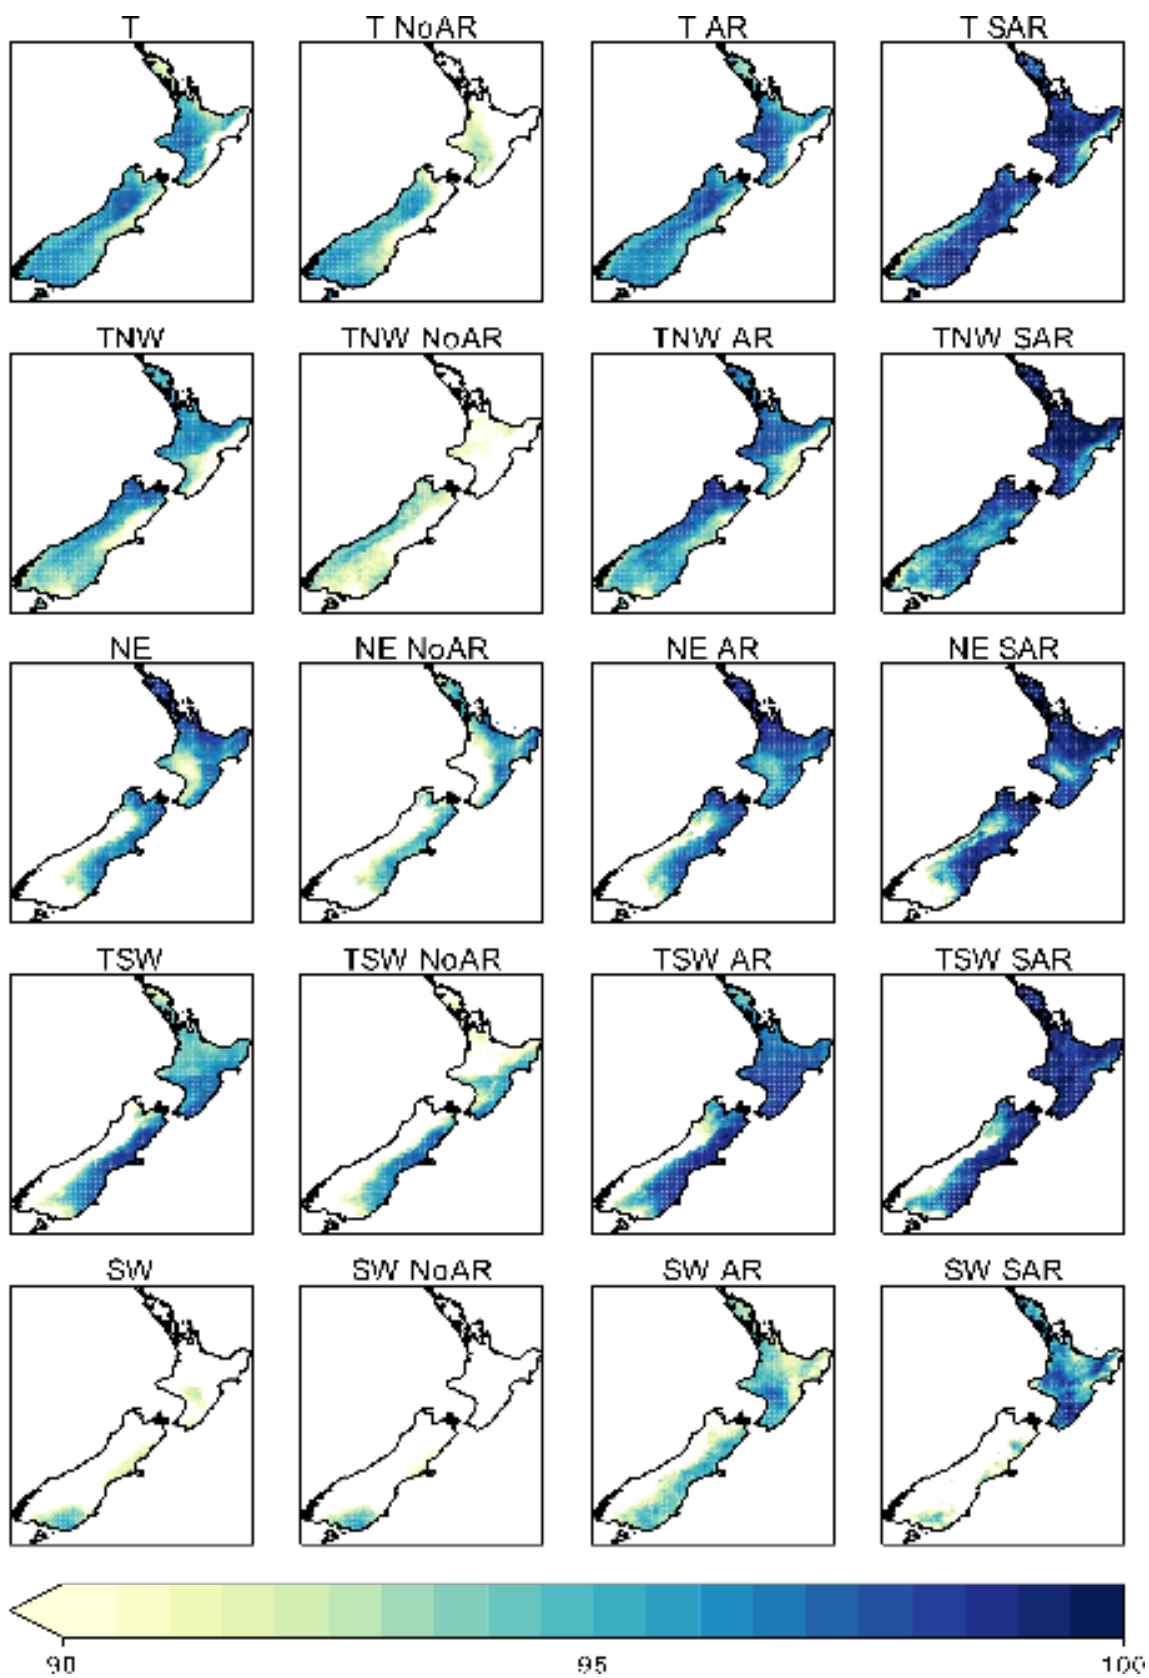 T T NoAR T AR T SAR
TNW TNW NoAR TNW AR TNW SAR
NE NE NoAR NE AR NE SAR
TSW TSW NoAR TSW AR TSW SAR
SW SW NoAR SW AR SW SAR
90 95 100